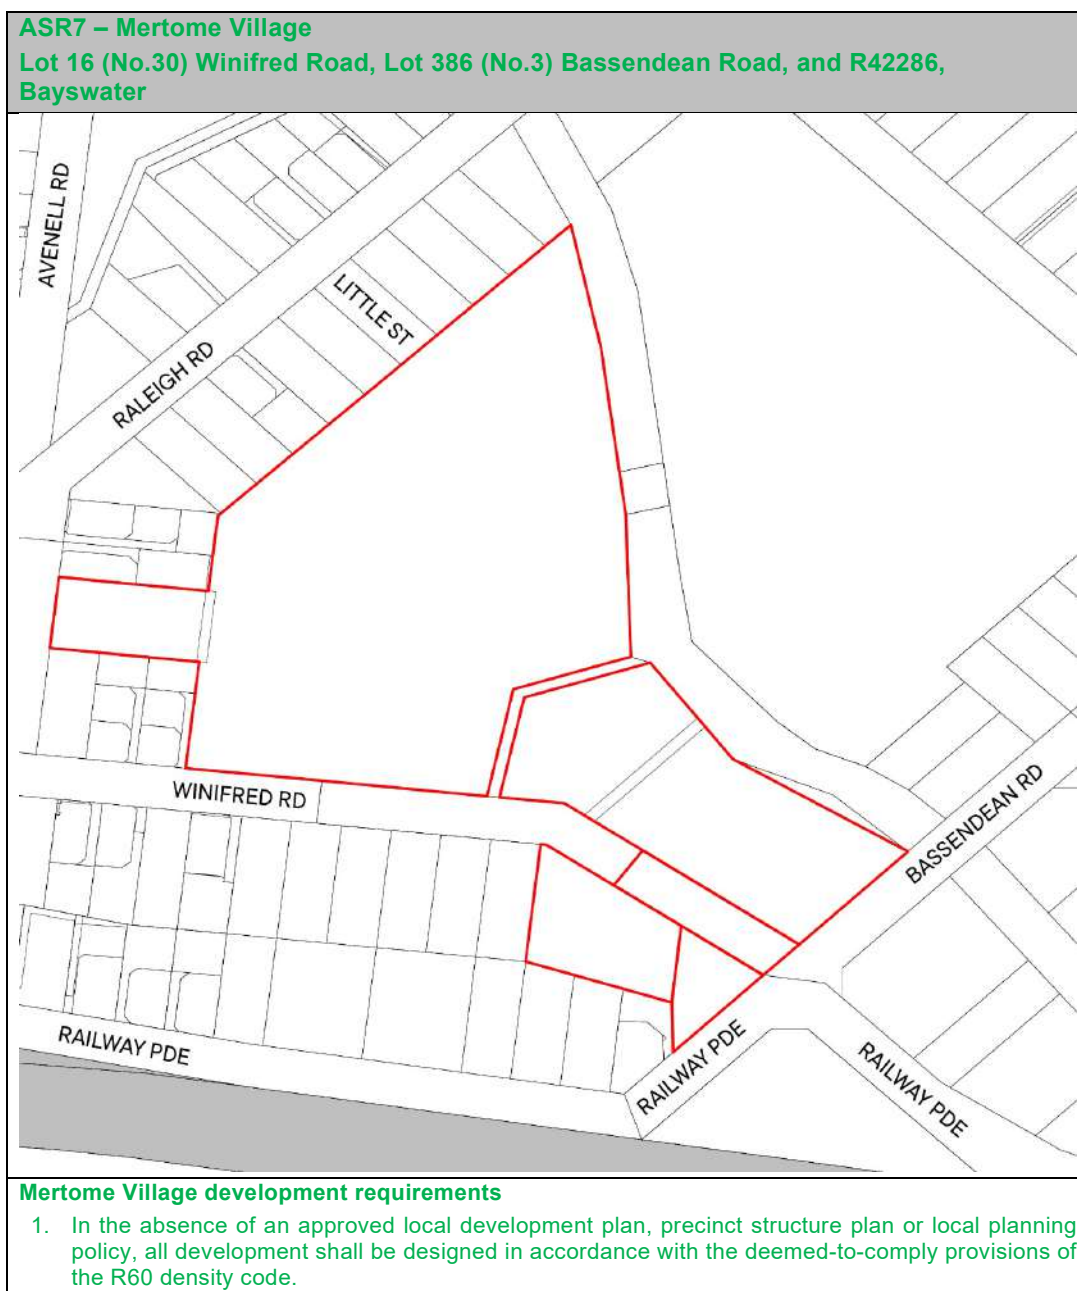 ASR7 – Mertome Village
Lot 16 (No.30) Winifred Road, Lot 386 (No.3) Bassendean Road, and R42286,
Bayswater
AVENELL RD
LITTLE ST
RALEIGH RD
WINIFRED RD
BASSENDEAN RD
RAILWAY PDE
RAILWAY PDE
RAILWAY PDE
Mertome Village development requirements
1. In the absence of an approved local development plan, precinct structure plan or local planning
policy, all development shall be designed in accordance with the deemed-to-comply provisions of
the R60 density code.